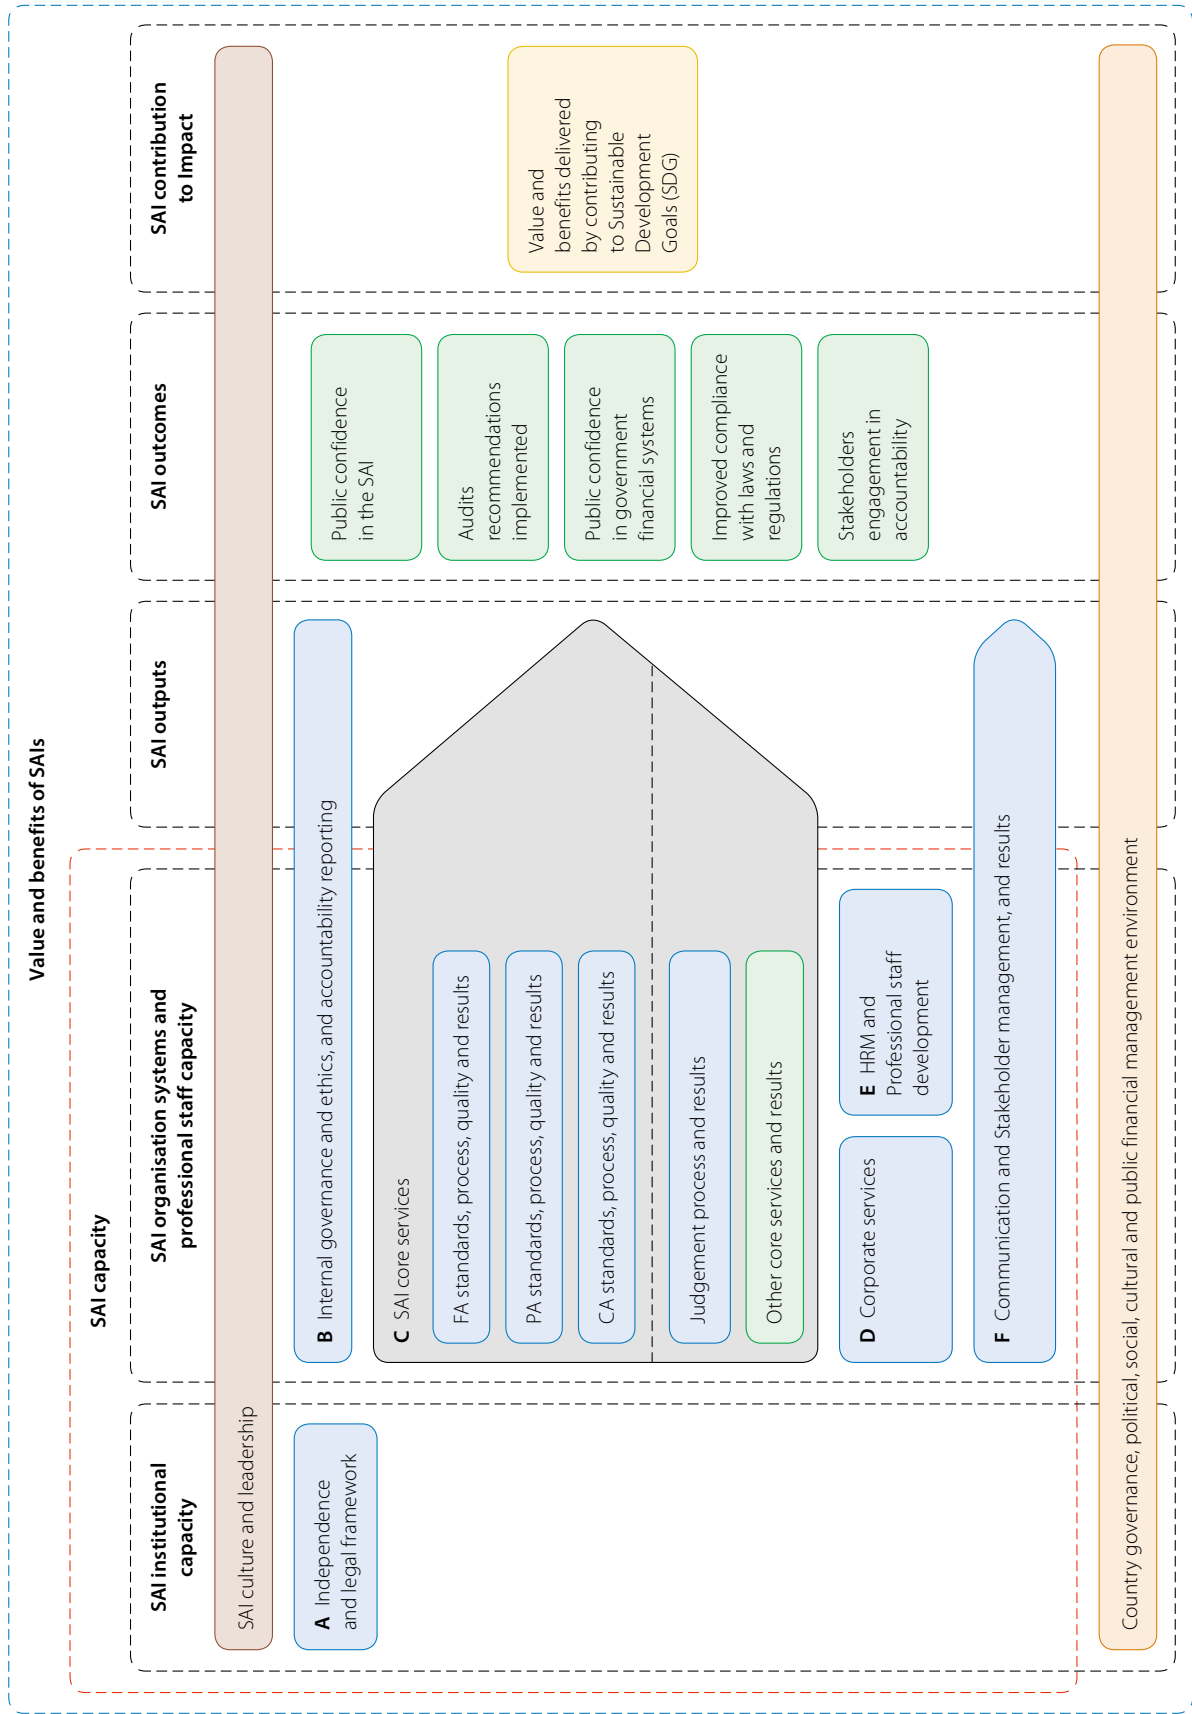 Value and benefits of SAIs
SAI capacity
SAI institutional
capacity
SAI organisation systems and
professional staff capacity
SAI outputs
SAI outcomes
SAI contribution
to Impact
SAI culture and leadership
A Independence
and legal framework
B Internal governance and ethics, and accountability reporting
C SAI core services
FA standards, process, quality and results
PA standards, process, quality and results
CA standards, process, quality and results
Judgement process and results
Other core services and results
D Corporate services
E HRM and
Professional staff
development
F Communication and Stakeholder management, and results
Public confidence
in the SAI
Audits
recommendations
implemented
Public confidence
in government
financial systems
Improved compliance
with laws and
regulations
Stakeholders
engagement in
accountability
Value and
benefits delivered
by contributing
to Sustainable
Development
Goals (SDG)
Country governance, political, social, cultural and public financial management environment